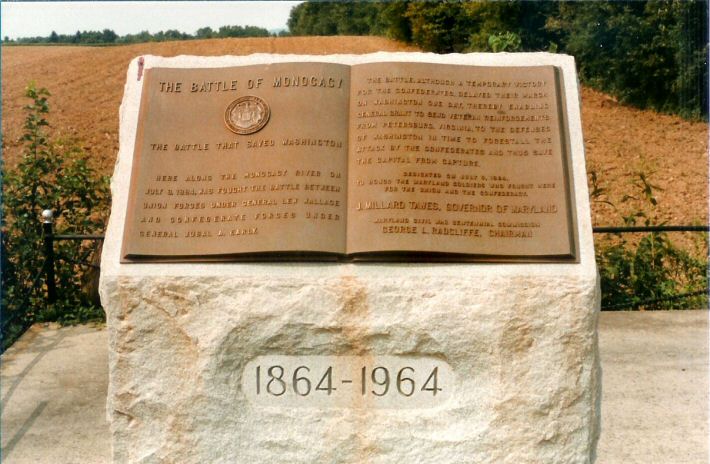 THE BATTLE OF MONOCACY
THE BATTLE THAT SAVED WASHINGTON
HERE ALONG THE MONOCACY RIVER ON
JULY 9, 1864, WAS FOUGHT THE BATTLE BETWEEN
UNION FORCES UNDER GENERAL LEW WALLACE
AND CONFEDERATE FORCES UNDER
GENERAL JUBAL A. EARLY.
THE BATTLE, ALTHOUGH A TEMPORARY VICTORY
FOR THE CONFEDERATES, DELAYED THEIR MARCH
ON WASHINGTON ONE DAY, THEREBY ENABLING
GENERAL GRANT TO SEND VETERAN REINFORCEMENTS
FROM PETERSBURG, VIRGINIA, TO THE DEFENSES
OF WASHINGTON IN TIME TO FORESTALL THE
ATTACK BY THE CONFEDERATES AND THUS SAVE
THE CAPITAL FROM CAPTURE.
DEDICATED ON JULY 9, 1964,
TO HONOR THE MARYLAND SOLDIERS WHO FOUGHT HERE
FOR THE UNION AND THE CONFEDERACY.
J. MILLARD TAWES, GOVERNOR OF MARYLAND
MARYLAND CIVIL WAR CENTENNIAL COMMISSION
GEORGE L. RADCLIFFE, CHAIRMAN
1864-1964